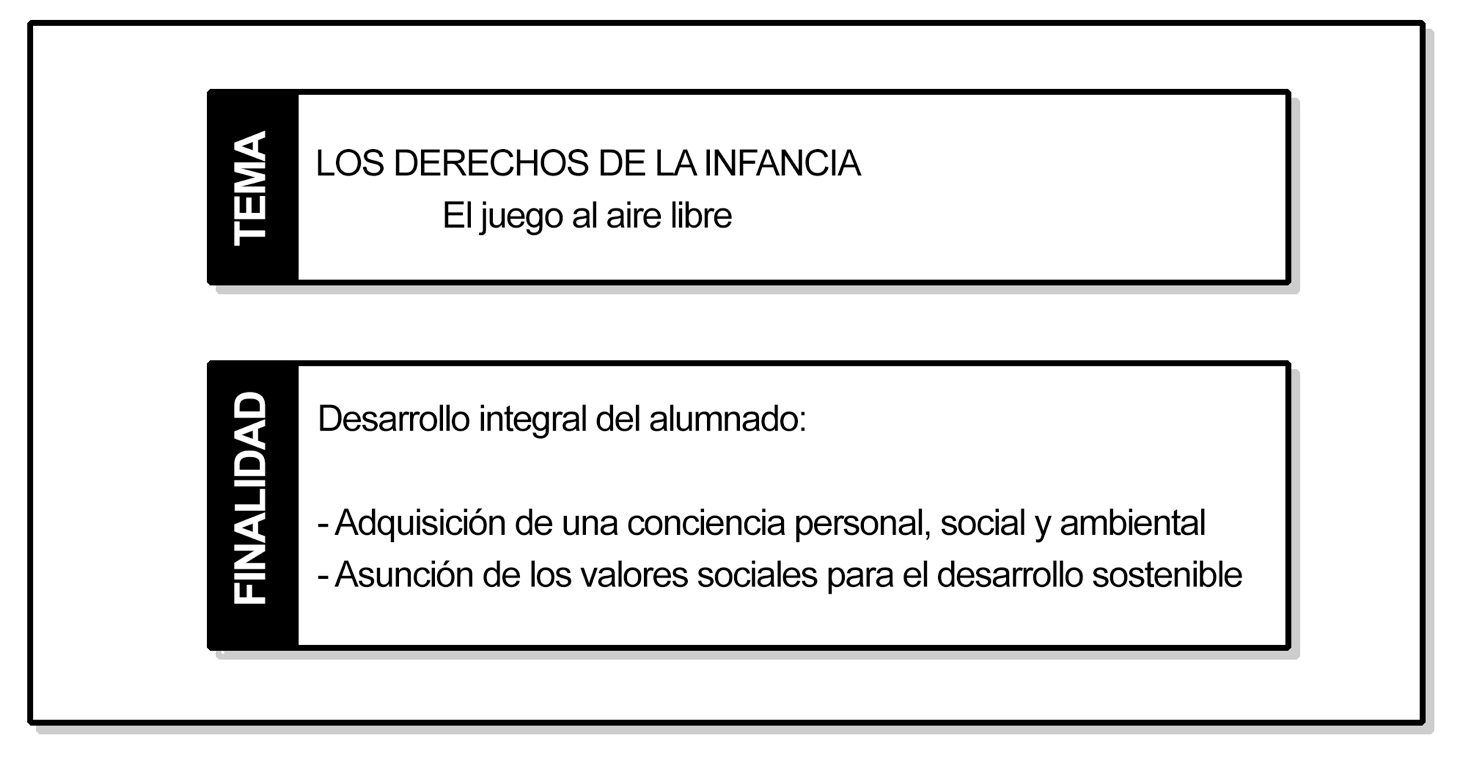 TEMA
LOS DERECHOS DE LA INFANCIA
El juego al aire libre
FINALIDAD
Desarrollo integral del alumnado:
- Adquisición de una conciencia personal, social y ambiental
- Asunción de los valores sociales para el desarrollo sostenible